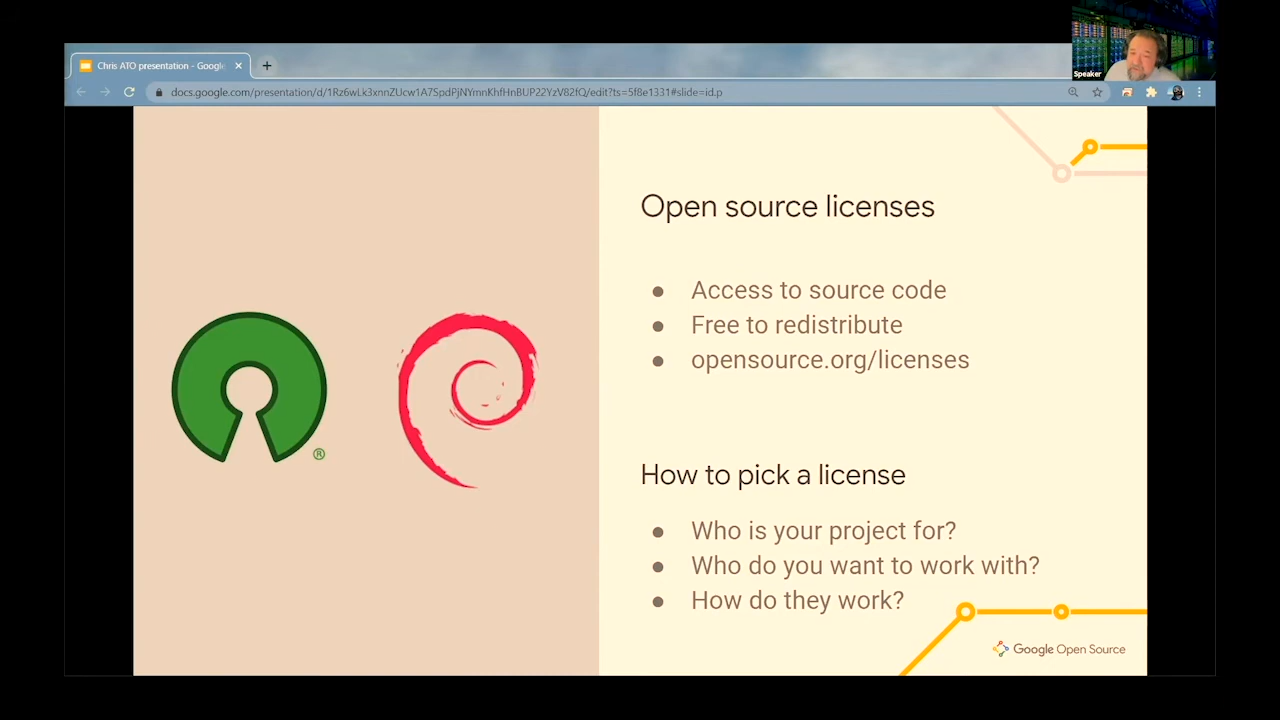 Speaker
Chris ATO presentation - Google
docs.google.com/presentation/d/1Rz6wLk3xnnZUcw1A7SpdPjNYmnKhfHnBUP22YzV82fQ/edit?ts=5f8e1331#slide=id.p
Open source licenses
● Access to source code
● Free to redistribute
● opensource.org/licenses
®
How to pick a license
● Who is your project for?
● Who do you want to work with?
● How do they work?
Google Open Source